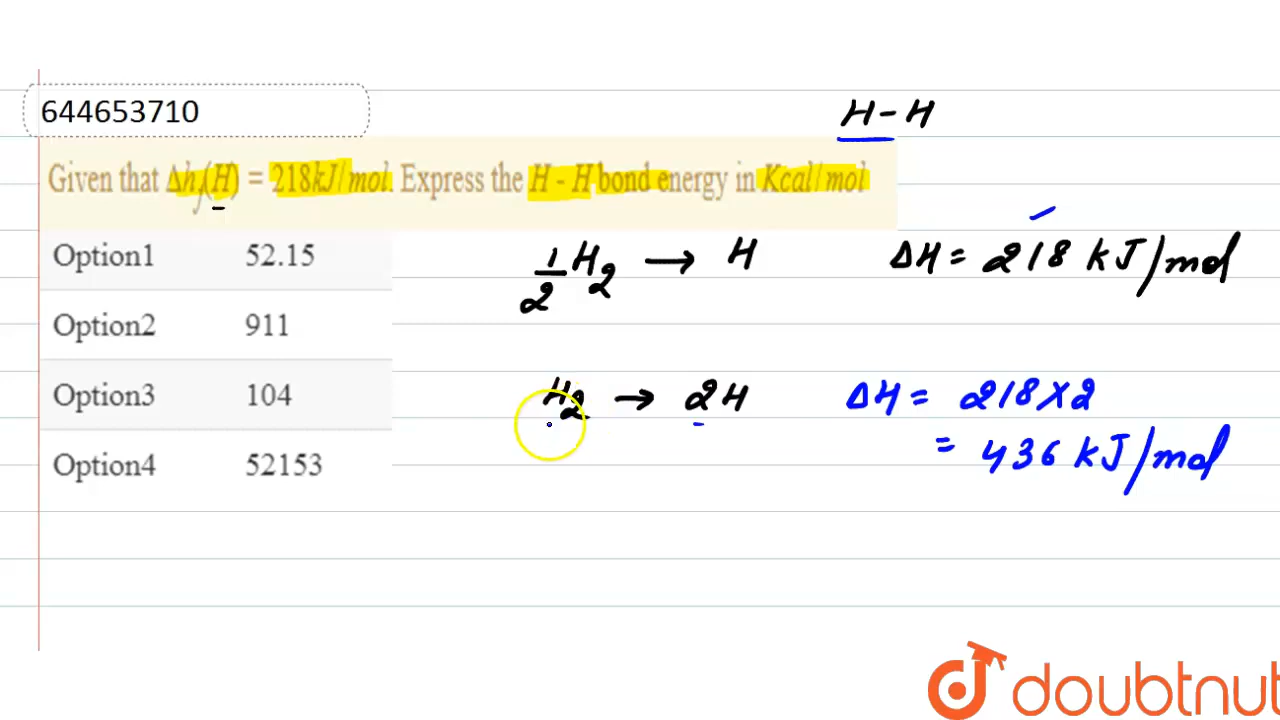 644653710
H-H
Given that Δh_f(H) = 218kJ/mol. Express the H - H bond energy in Kcal/mol
Option1 52.15
1/2 H₂ → H ΔH = 218 kJ/mol
Option2 911
Option3 104
H₂ → 2H ΔH = 218×2
= 436 kJ/mol
Option4 52153
doubtnut